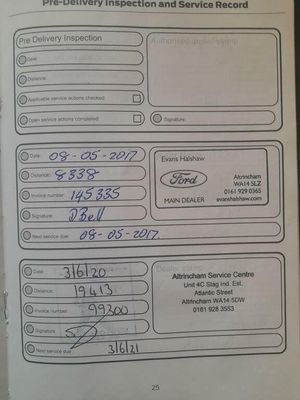 Pre-Delivery Inspection and Service Record
Pre Delivery Inspection
Date:
Distance:
Applicable service actions checked:
Open service actions completed:
Signature:
Date: 08-05-2017
Distance: 8338
Invoice number: 145335
Signature: D.Bell
Next service due: 08-05-2017.
Evans Halshaw
Ford
MAIN DEALER
Altrincham
WA14 5LZ
0161 929 0365
evanshalshaw.com
Date: 3/6/20
Distance: 19413
Invoice number: 99300
Signature:
Next service due: 3/6/21
Altrincham Service Centre
Unit 4C Stag Ind. Est.
Atlantic Street
Altrincham WA14 5DW
0161 928 3553
25